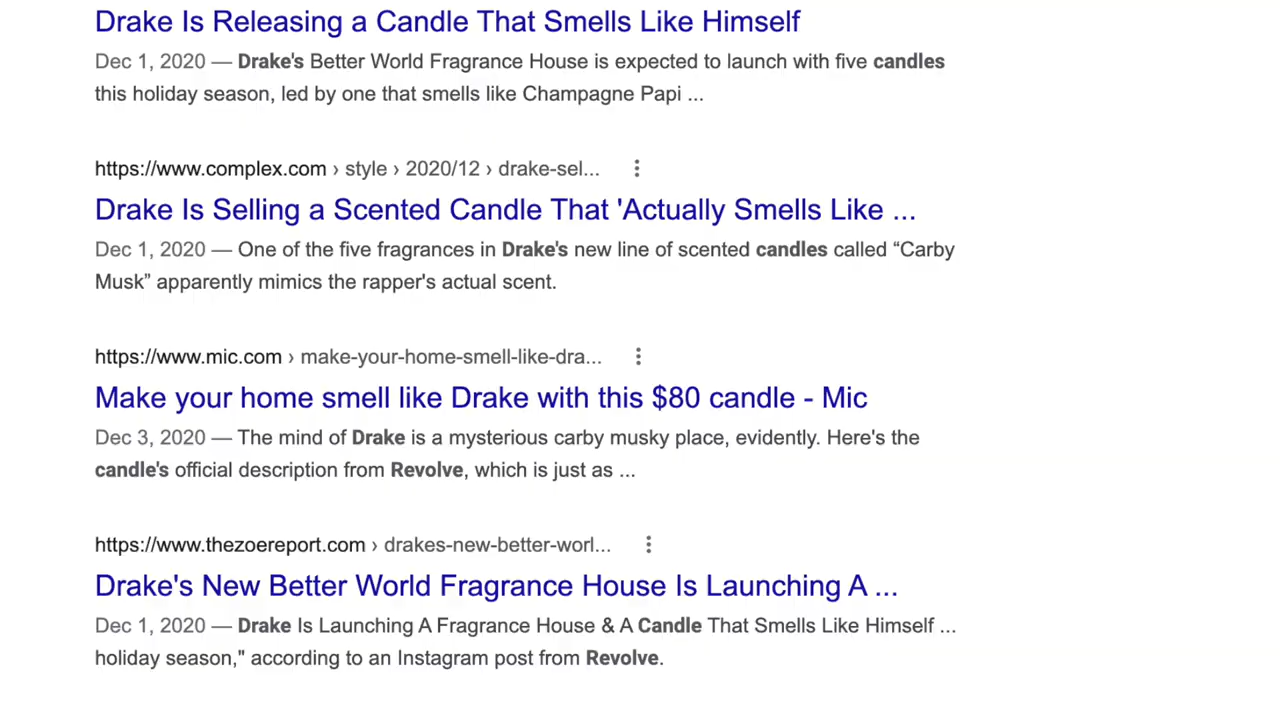 Drake Is Releasing a Candle That Smells Like Himself
Dec 1, 2020 — Drake's Better World Fragrance House is expected to launch with five candles
this holiday season, led by one that smells like Champagne Papi ...
https://www.complex.com › style › 2020/12 › drake-sel...
Drake Is Selling a Scented Candle That 'Actually Smells Like ...
Dec 1, 2020 — One of the five fragrances in Drake's new line of scented candles called “Carby
Musk” apparently mimics the rapper's actual scent.
https://www.mic.com › make-your-home-smell-like-dra...
Make your home smell like Drake with this $80 candle - Mic
Dec 3, 2020 — The mind of Drake is a mysterious carby musky place, evidently. Here's the
candle's official description from Revolve, which is just as ...
https://www.thezoereport.com › drakes-new-better-worl...
Drake's New Better World Fragrance House Is Launching A ...
Dec 1, 2020 — Drake Is Launching A Fragrance House & A Candle That Smells Like Himself ...
holiday season," according to an Instagram post from Revolve.